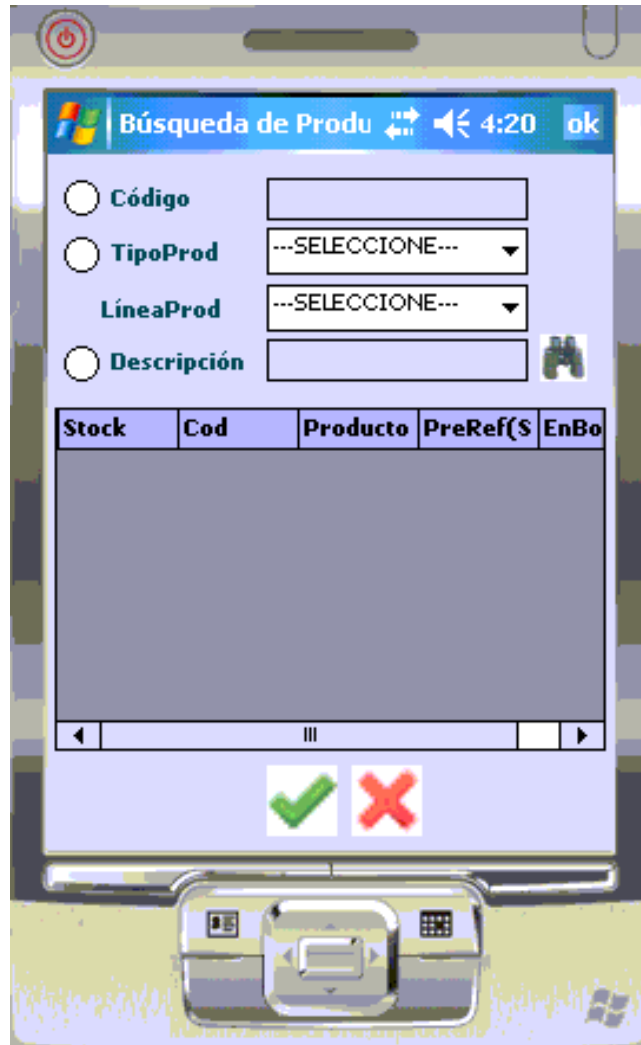 Búsqueda de Produ 4:20 ok
Código
TipoProd ---SELECCIONE---
LíneaProd ---SELECCIONE---
Descripción
Stock Cod Producto PreRef(S EnBo